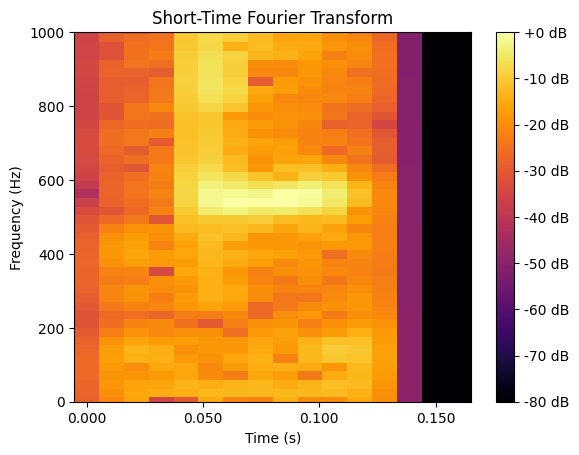 Short-Time Fourier Transform
Frequency (Hz)
1000
800
600
400
200
0
0.000
0.050
0.100
0.150
Time (s)
+0 dB
-10 dB
-20 dB
-30 dB
-40 dB
-50 dB
-60 dB
-70 dB
-80 dB